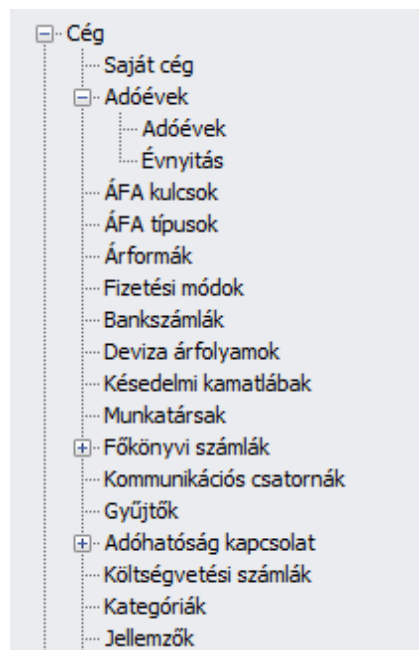 Cég
Saját cég
Adóévek
Adóévek
Évnyitás
ÁFA kulcsok
ÁFA típusok
Árformák
Fizetési módok
Bankszámlák
Deviza árfolyamok
Késedelmi kamatlábak
Munkatársak
Főkönyvi számlák
Kommunikációs csatornák
Gyűjtők
Adóhatóság kapcsolat
Költségvetési számlák
Kategóriák
Jellemzők